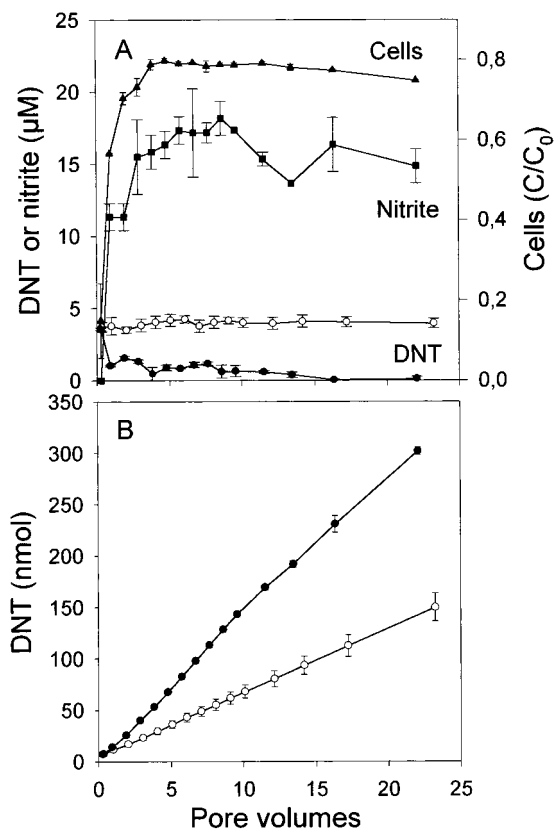 A
25
20
15
10
5
0
DNT or nitrite (µM)
0,8
0,6
0,4
0,2
0,0
Cells (C/C0)
Cells
Nitrite
DNT
B
350
300
250
200
150
100
50
0
DNT (nmol)
0 5 10 15 20 25
Pore volumes